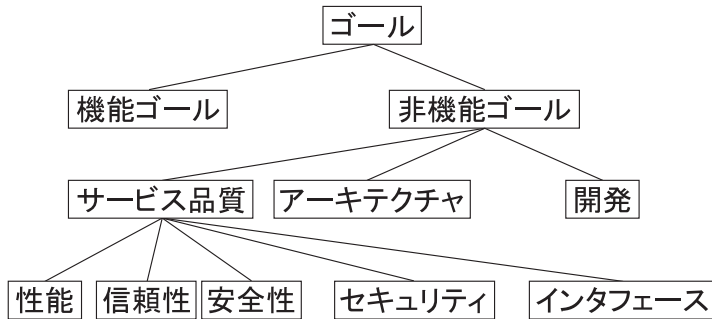 ゴール
機能ゴール
非機能ゴール
サービス品質
アーキテクチャ
開発
性能
信頼性
安全性
セキュリティ
インタフェース